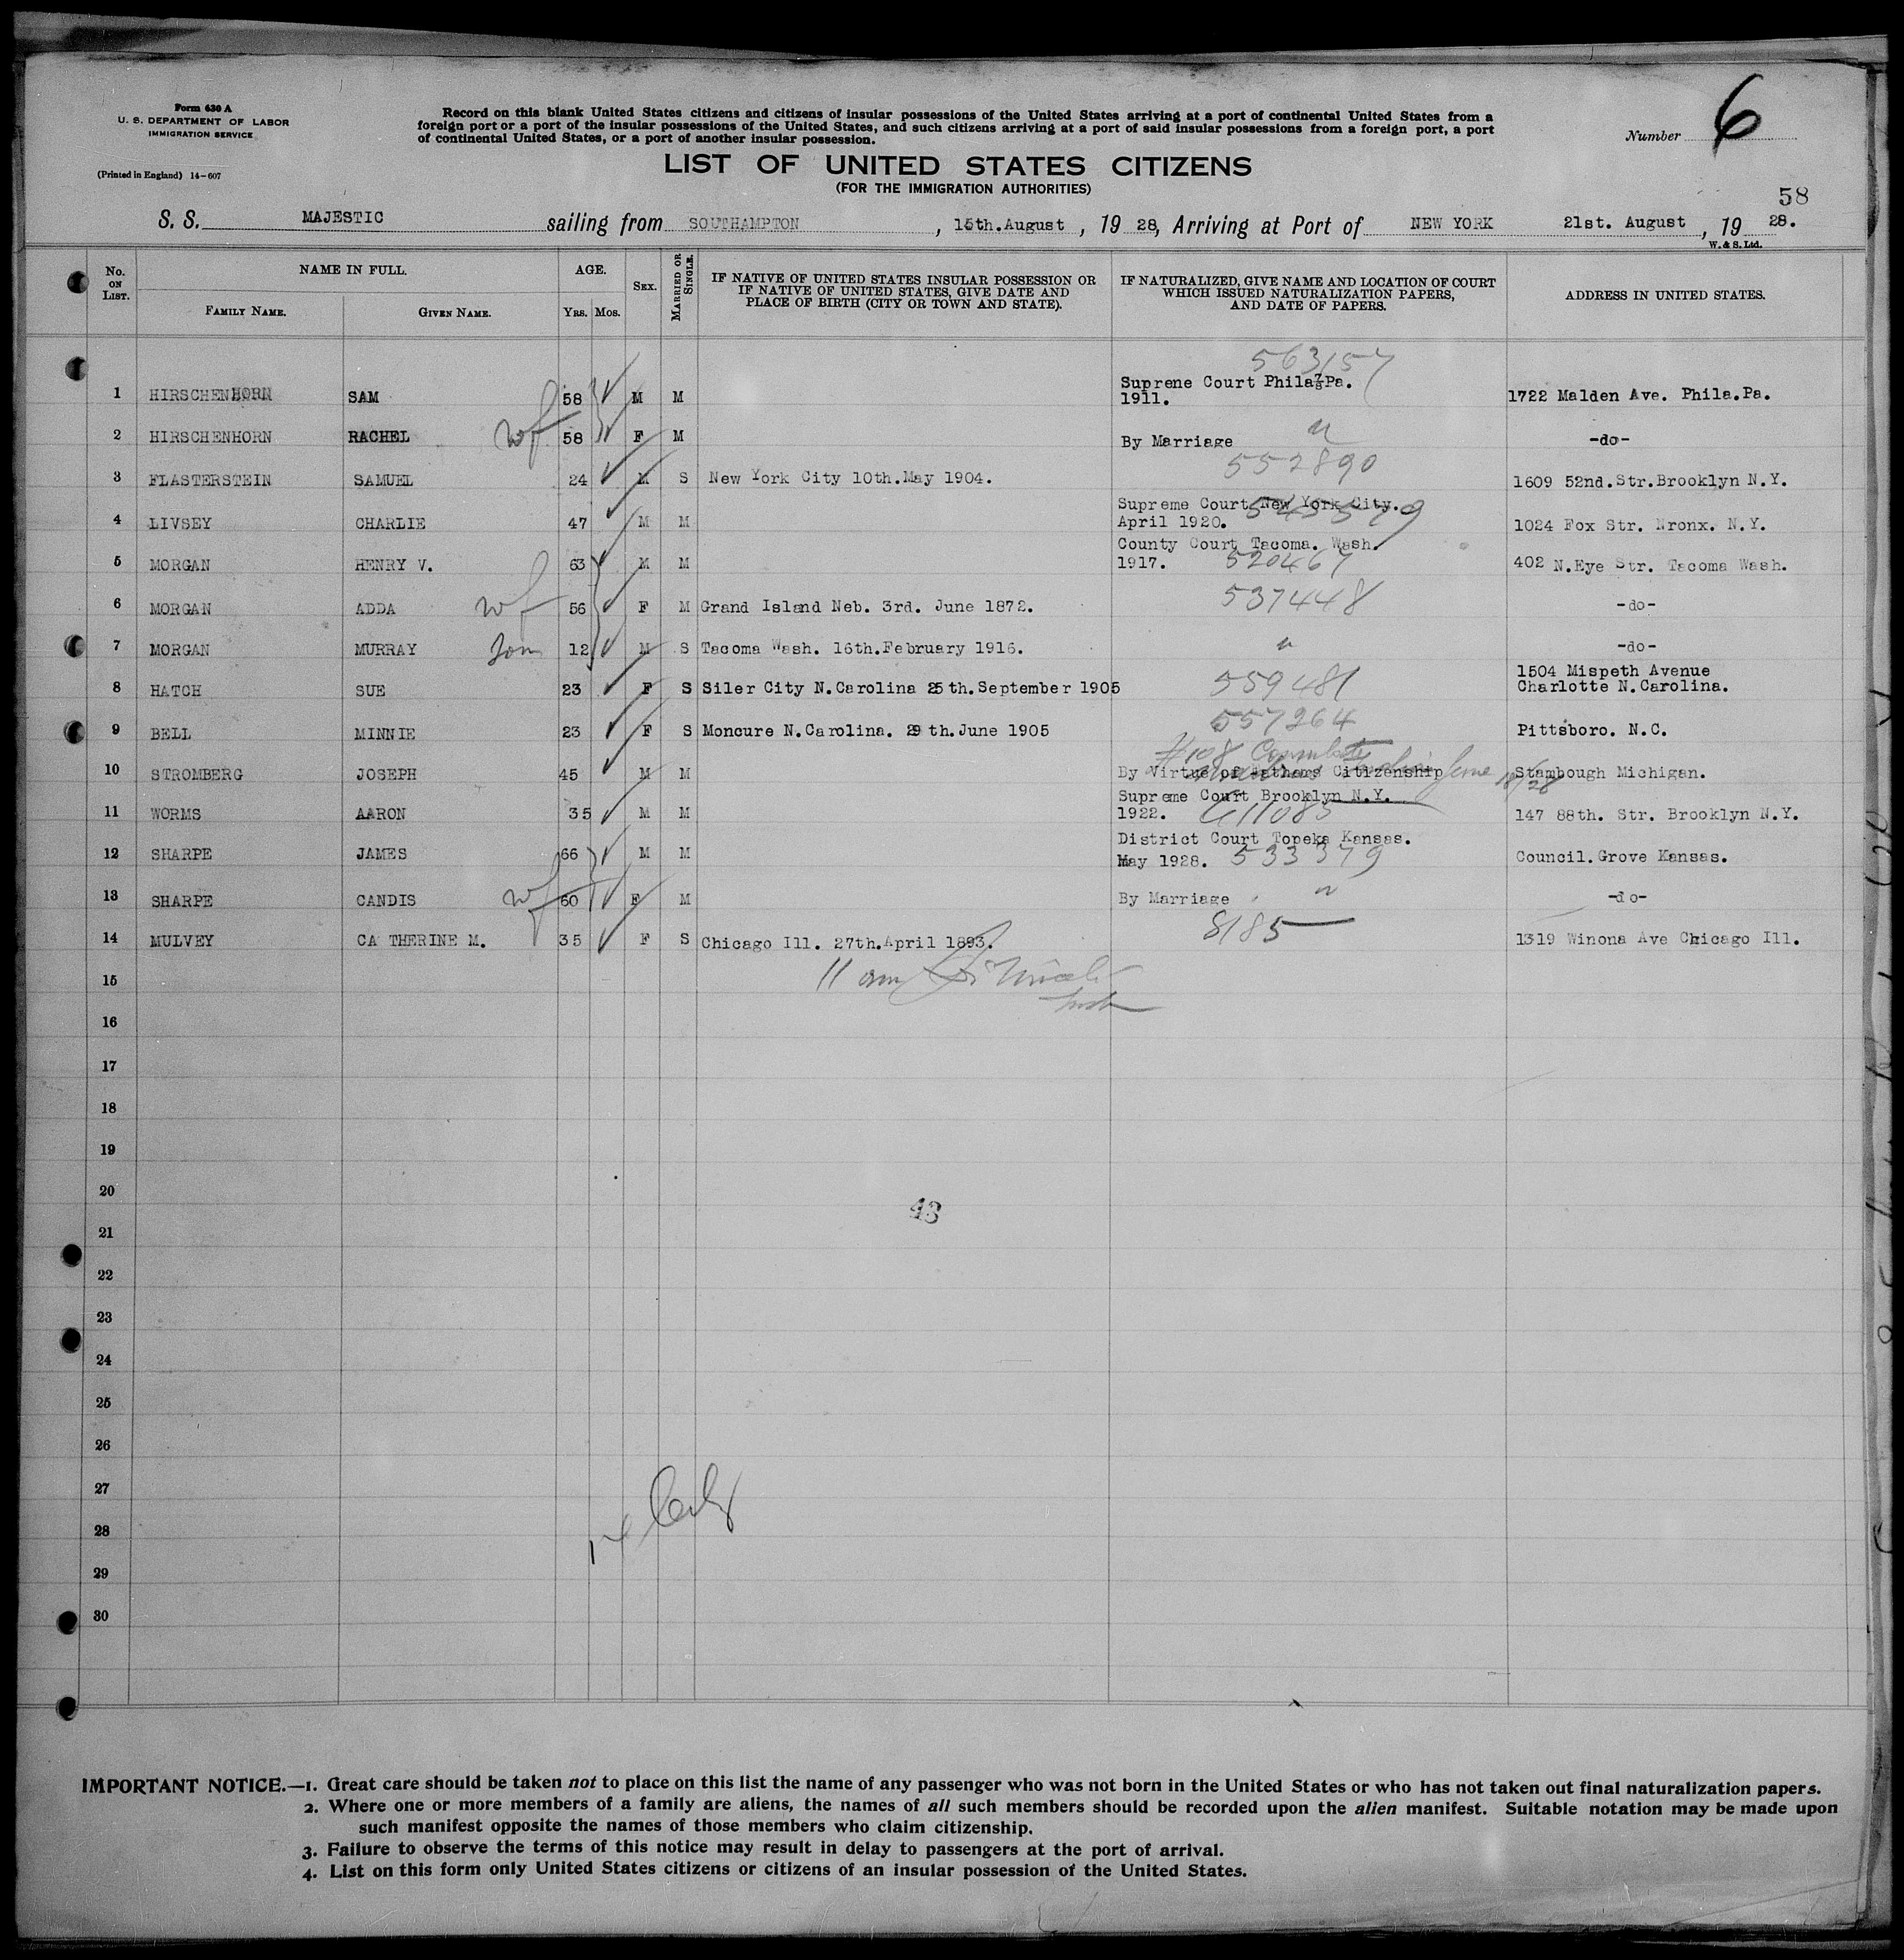 Form 630 A
U. S. DEPARTMENT OF LABOR
IMMIGRATION SERVICE
(Printed in England) 14-607
Record on this blank United States citizens and citizens of insular possessions of the United States arriving at a port of continental United States from a
foreign port or a port of the insular possessions of the United States, and such citizens arriving at a port of said insular possessions from a foreign port, a port
of continental United States, or a port of another insular possession.
Number 6
LIST OF UNITED STATES CITIZENS
(FOR THE IMMIGRATION AUTHORITIES)
58
S. S. MAJESTIC sailing from SOUTHAMPTON, 15th. August, 19 28, Arriving at Port of NEW YORK 21st. August, 19 28.
W. & S. Ltd.
No. ON LIST.
NAME IN FULL.
FAMILY NAME.
GIVEN NAME.
AGE.
YRS. MOS.
SEX.
MARRIED OR SINGLE.
IF NATIVE OF UNITED STATES INSULAR POSSESSION OR
IF NATIVE OF UNITED STATES, GIVE DATE AND
PLACE OF BIRTH (CITY OR TOWN AND STATE).
IF NATURALIZED, GIVE NAME AND LOCATION OF COURT
WHICH ISSUED NATURALIZATION PAPERS,
AND DATE OF PAPERS.
ADDRESS IN UNITED STATES.
563157
1 HIRSCHENHORN SAM 58 M M Supreme Court Phila Pa. 1911. 1722 Malden Ave. Phila.Pa.
2 HIRSCHENHORN RACHEL wf 58 F M By Marriage " -do-
552890
3 FLASTERSTEIN SAMUEL 24 M S New York City 10th.May 1904. 1609 52nd.Str.Brooklyn N.Y.
4 LIVSEY CHARLIE 47 M M Supreme Court New York City. April 1920. 1024 Fox Str. Nronx. N.Y.
5 MORGAN HENRY V. 63 M M County Court Tacoma. Wash. 1917. 520467 402 N.Eye Str. Tacoma Wash.
6 MORGAN ADDA wf 56 F M Grand Island Neb. 3rd. June 1872. 537448 -do-
7 MORGAN MURRAY Son 12 M S Tacoma Wash. 16th.February 1916. " -do-
8 HATCH SUE 23 F S Siler City N.Carolina 25th.September 1905 559481 1504 Mispeth Avenue Charlotte N.Carolina.
9 BELL MINNIE 23 F S Moncure N.Carolina. 29th.June 1905 557264 Pittsboro. N.C.
#108
10 STROMBERG JOSEPH 45 M M By Virtue of Fathers Citizenship Stambough Michigan.
11 WORMS AARON 35 M M Supreme Court Brooklyn N.Y. 1922. 411083 147 88th. Str. Brooklyn N.Y.
12 SHARPE JAMES 66 M M District Court Topeka Kansas. May 1928. 533379 Council.Grove Kansas.
13 SHARPE CANDIS wf 60 F M By Marriage " -do-
14 MULVEY CATHERINE M. 35 F S Chicago Ill. 27th.April 1893. 8185 1319 Winona Ave Chicago Ill.
15
16
17
18
19
20
43
21
22
23
24
25
26
27
28
29
30
IMPORTANT NOTICE.—1. Great care should be taken not to place on this list the name of any passenger who was not born in the United States or who has not taken out final naturalization papers.
2. Where one or more members of a family are aliens, the names of all such members should be recorded upon the alien manifest. Suitable notation may be made upon
such manifest opposite the names of those members who claim citizenship.
3. Failure to observe the terms of this notice may result in delay to passengers at the port of arrival.
4. List on this form only United States citizens or citizens of an insular possession of the United States.